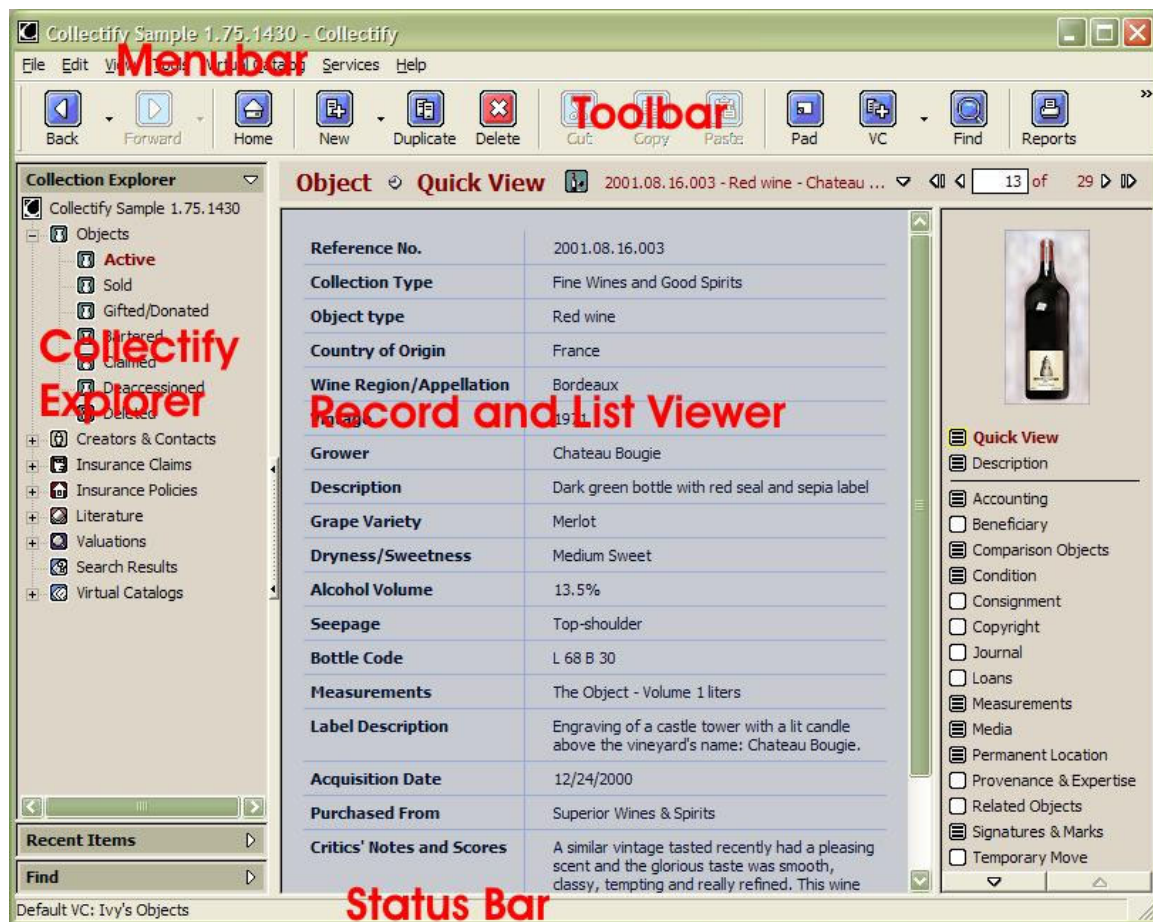 Collectify Sample 1.75.1430 - Collectify
Menubar
File Edit View Tools Virtual Catalog Services Help
Toolbar
Back Forward Home New Duplicate Delete Cut Copy Paste Pad VC Find Reports »
Collection Explorer
Collectify Sample 1.75.1430
Objects
Active
Sold
Gifted/Donated
Bartered
Claimed
Deaccessioned
Deleted
Creators & Contacts
Insurance Claims
Insurance Policies
Literature
Valuations
Search Results
Virtual Catalogs
Collectify
Explorer
Recent Items
Find
Object Quick View 2001.08.16.003 - Red wine - Chateau ... 13 of 29
Record and List Viewer
Reference No. 2001.08.16.003
Collection Type Fine Wines and Good Spirits
Object type Red wine
Country of Origin France
Wine Region/Appellation Bordeaux
Vintage 1971
Grower Chateau Bougie
Description Dark green bottle with red seal and sepia label
Grape Variety Merlot
Dryness/Sweetness Medium Sweet
Alcohol Volume 13.5%
Seepage Top-shoulder
Bottle Code L 68 B 30
Measurements The Object - Volume 1 liters
Label Description Engraving of a castle tower with a lit candle
above the vineyard's name: Chateau Bougie.
Acquisition Date 12/24/2000
Purchased From Superior Wines & Spirits
Critics' Notes and Scores A similar vintage tasted recently had a pleasing
scent and the glorious taste was smooth,
classy, tempting and really refined. This wine
Quick View
Description
Accounting
Beneficiary
Comparison Objects
Condition
Consignment
Copyright
Journal
Loans
Measurements
Media
Permanent Location
Provenance & Expertise
Related Objects
Signatures & Marks
Temporary Move
Status Bar
Default VC: Ivy's Objects